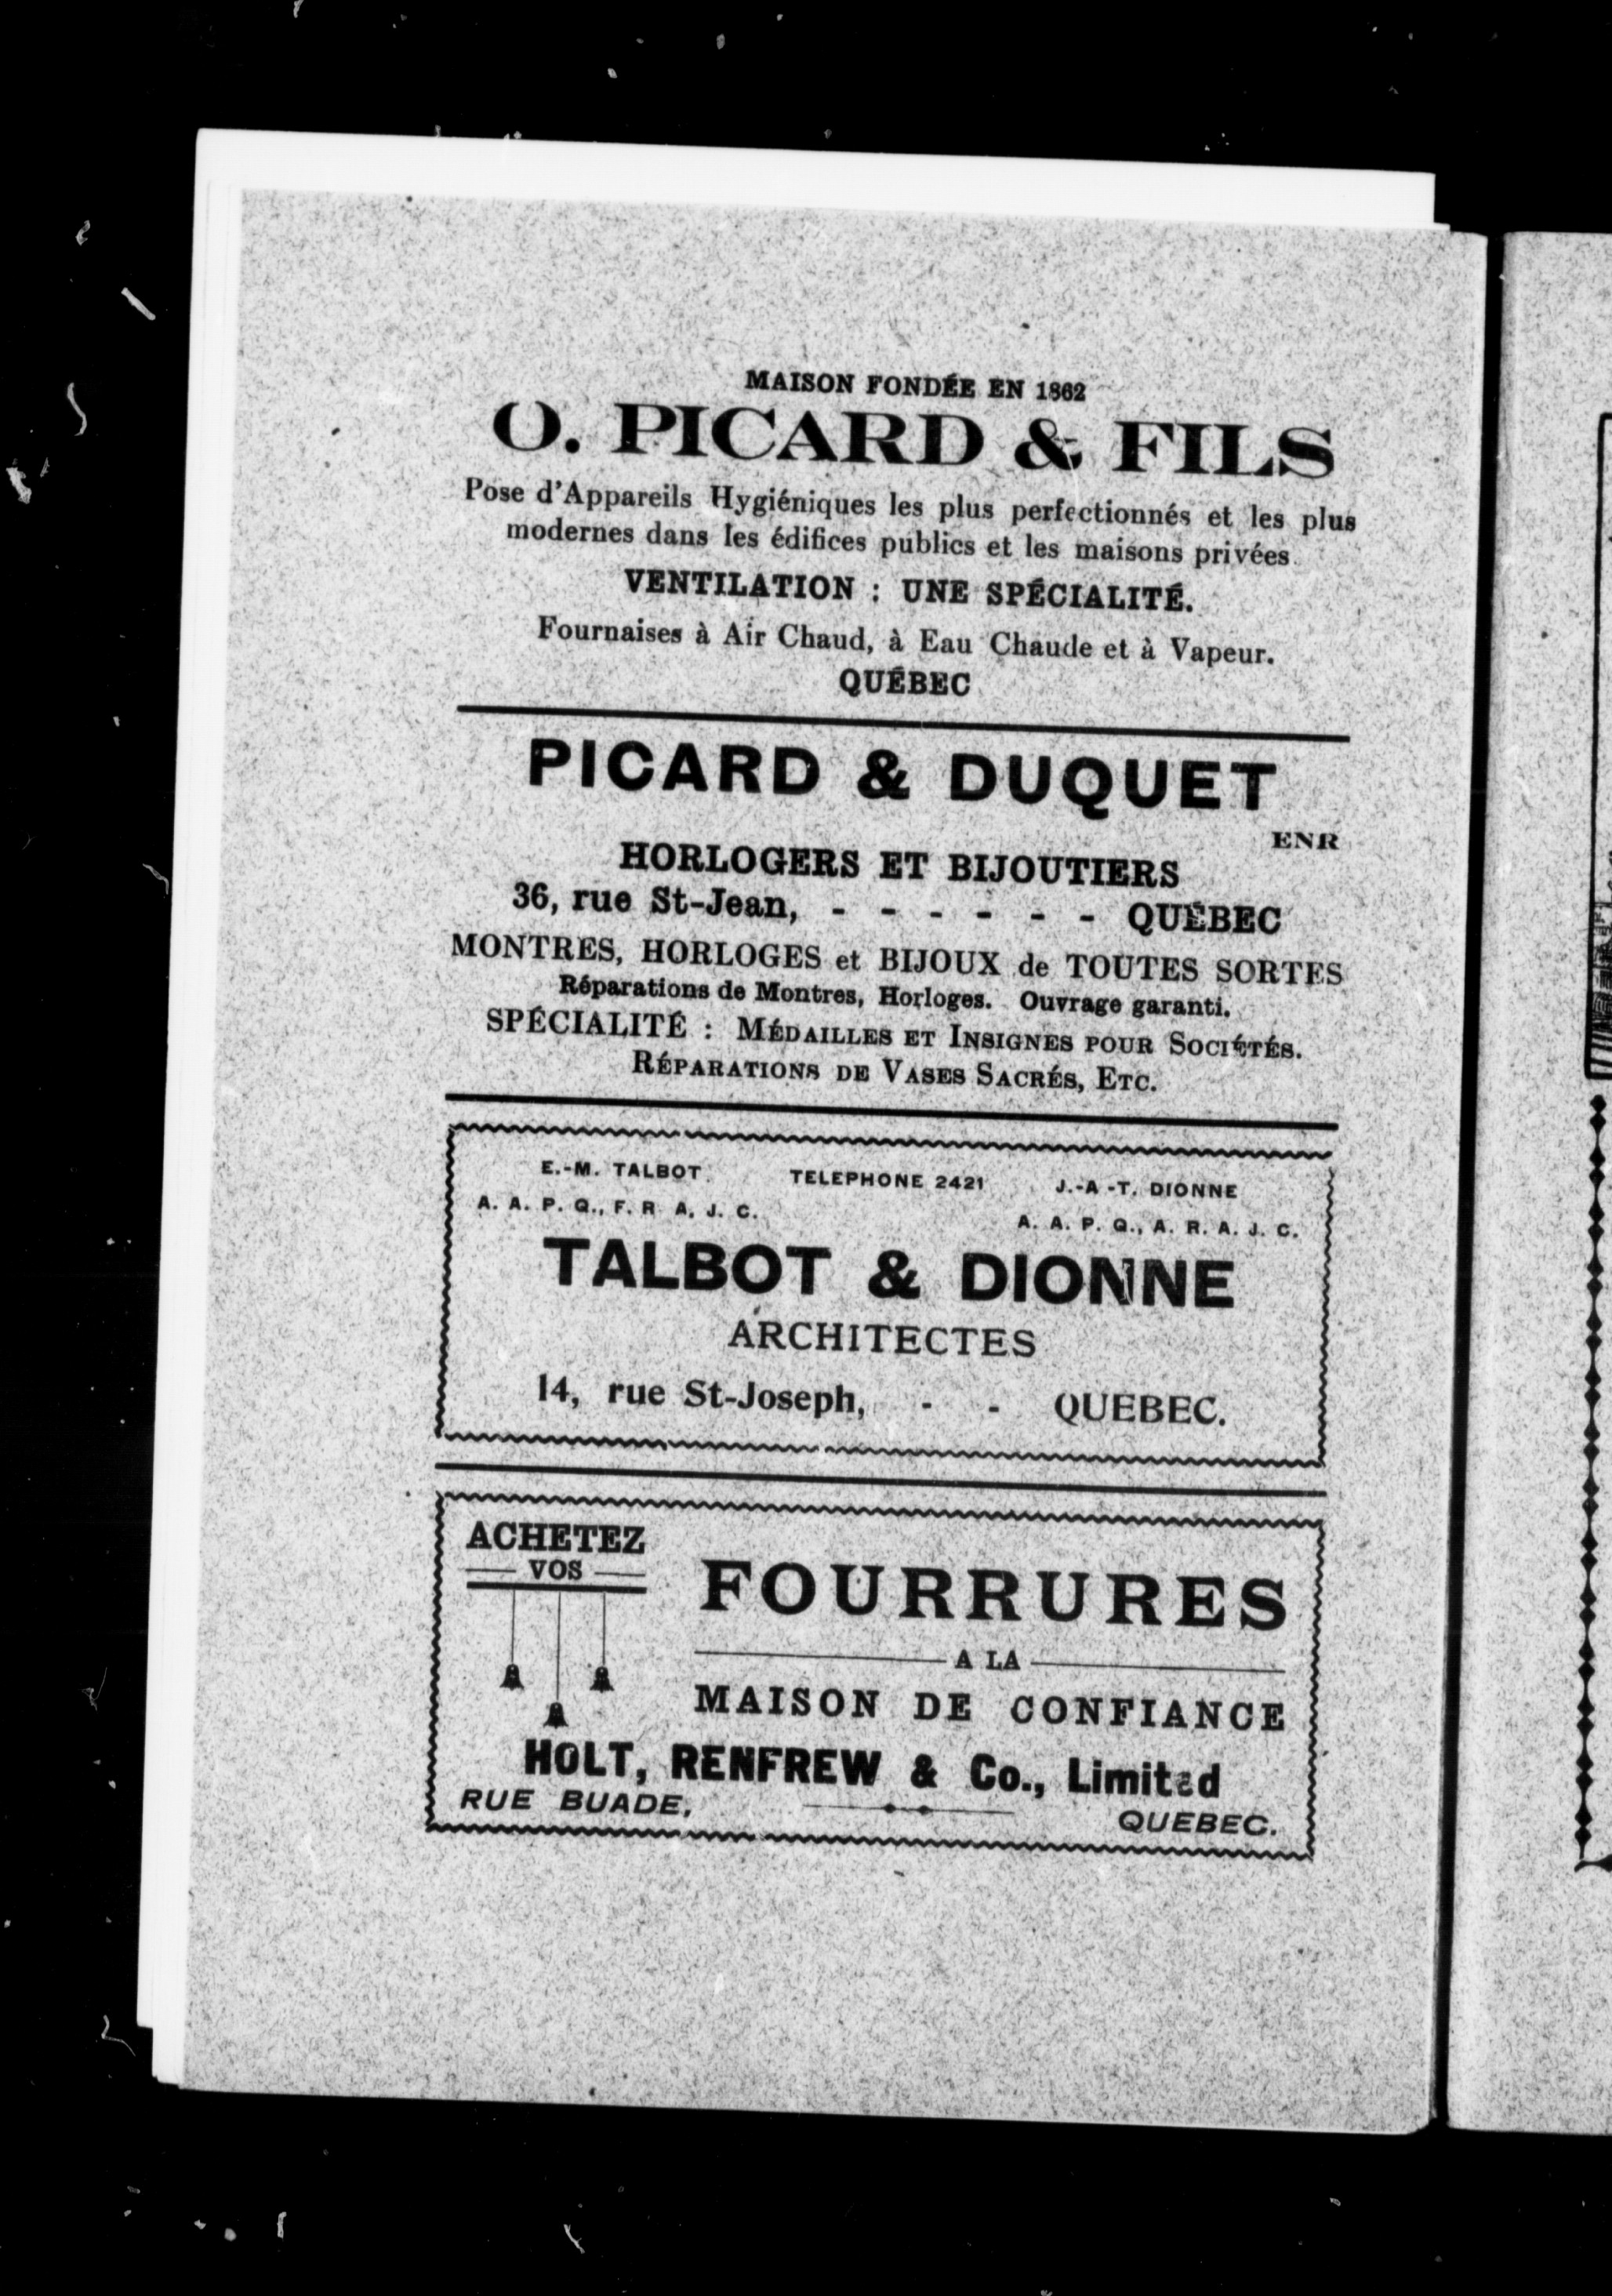 MAISON FONDÉE EN 1862
O. PICARD & FILS
Pose d'Appareils Hygiéniques les plus perfectionnés et les plus
modernes dans les édifices publics et les maisons privées
VENTILATION : UNE SPÉCIALITÉ.
Fournaises à Air Chaud, à Eau Chaude et à Vapeur.
QUÉBEC
PICARD & DUQUET
ENR
HORLOGERS ET BIJOUTIERS
36, rue St-Jean, - - - - - - QUÉBEC
MONTRES, HORLOGES et BIJOUX de TOUTES SORTES
Réparations de Montres, Horloges. Ouvrage garanti.
SPÉCIALITÉ : MÉDAILLES ET INSIGNES POUR SOCIÉTÉS.
RÉPARATIONS DE VASES SACRÉS, ETC.
E.-M. TALBOT. TELEPHONE 2421 J.-A -T. DIONNE
A. A. P. Q., F. R A. J. C. A. A. P. Q., A. R. A. J. C.
TALBOT & DIONNE
ARCHITECTES
14, rue St-Joseph, - - QUEBEC.
ACHETEZ
VOS
FOURRURES
A LA
MAISON DE CONFIANCE
HOLT, RENFREW & Co., Limited
RUE BUADE, QUEBEC.